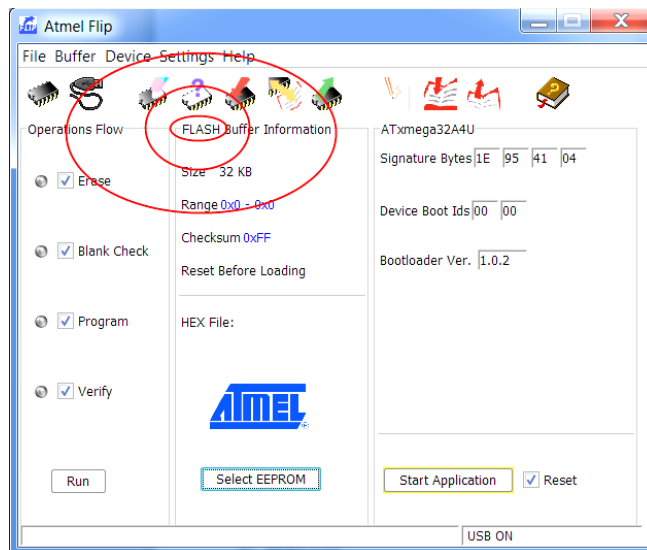 Atmel Flip
File Buffer Device Settings Help
Operations Flow
Erase
Blank Check
Program
Verify
Run
FLASH Buffer Information
Size 32 KB
Range 0x0 - 0x0
Checksum 0xFF
Reset Before Loading
HEX File:
ATMEL
Select EEPROM
ATxmega32A4U
Signature Bytes 1E 95 41 04
Device Boot Ids 00 00
Bootloader Ver. 1.0.2
Start Application Reset
USB ON